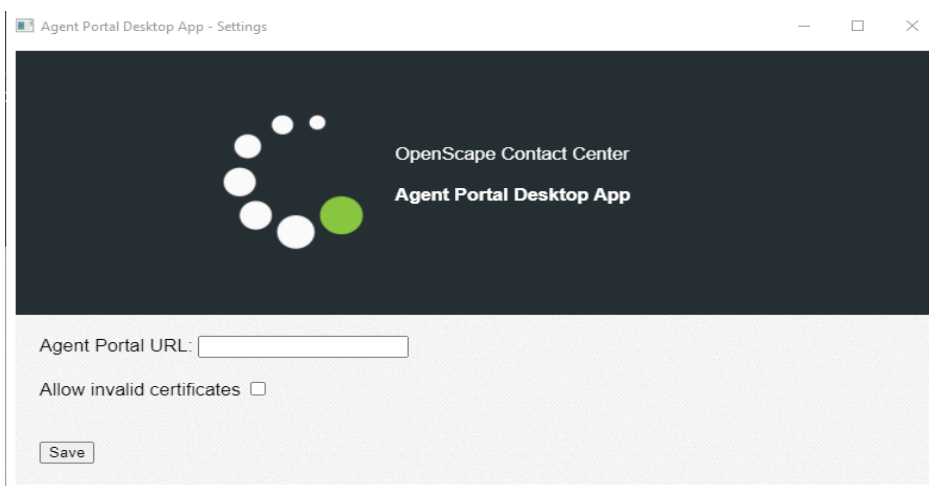 Agent Portal Desktop App - Settings
OpenScape Contact Center
Agent Portal Desktop App
Agent Portal URL:
Allow invalid certificates
Save